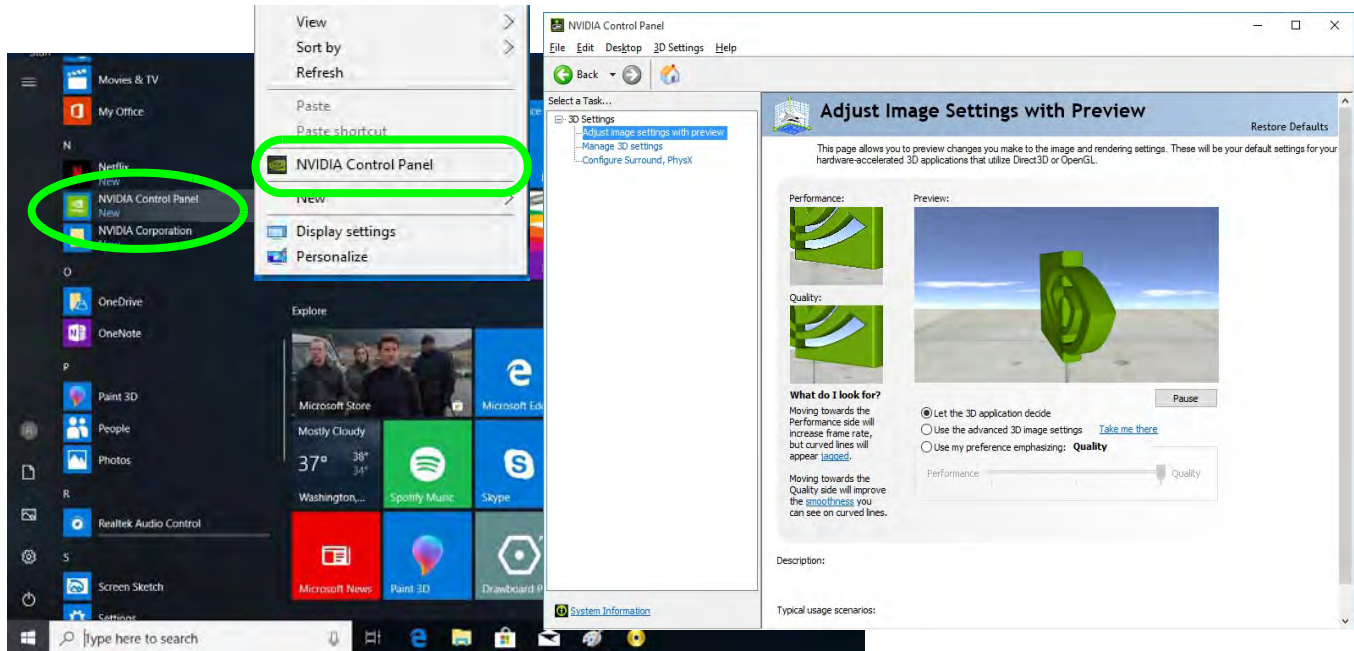 Movies & TV
My Office
N
Netflix
New
NVIDIA Control Panel
New
NVIDIA Corporation
O
OneDrive
OneNote
P
Paint 3D
People
Photos
R
Realtek Audio Control
S
Screen Sketch
Settings
Type here to search
View
Sort by
Refresh
Paste
Paste shortcut
NVIDIA Control Panel
New
Display settings
Personalize
Explore
Microsoft Store
Microsoft Ed
Mostly Cloudy
37° 38°
34°
Washington,...
Spotify Music
Skype
Microsoft News
Paint 3D
Drawboard P
NVIDIA Control Panel
File Edit Desktop 3D Settings Help
Back
Select a Task...
3D Settings
Adjust image settings with preview
Manage 3D settings
Configure Surround, PhysX
System Information
Adjust Image Settings with Preview
Restore Defaults
This page allows you to preview changes you make to the image and rendering settings. These will be your default settings for your
hardware-accelerated 3D applications that utilize Direct3D or OpenGL.
Performance:
Preview:
Quality:
What do I look for?
Moving towards the
Performance side will
increase frame rate,
but curved lines will
appear jagged.
Moving towards the
Quality side will improve
the smoothness you
can see on curved lines.
Pause
Let the 3D application decide
Use the advanced 3D image settings Take me there
Use my preference emphasizing: Quality
Performance Quality
Description:
Typical usage scenarios: